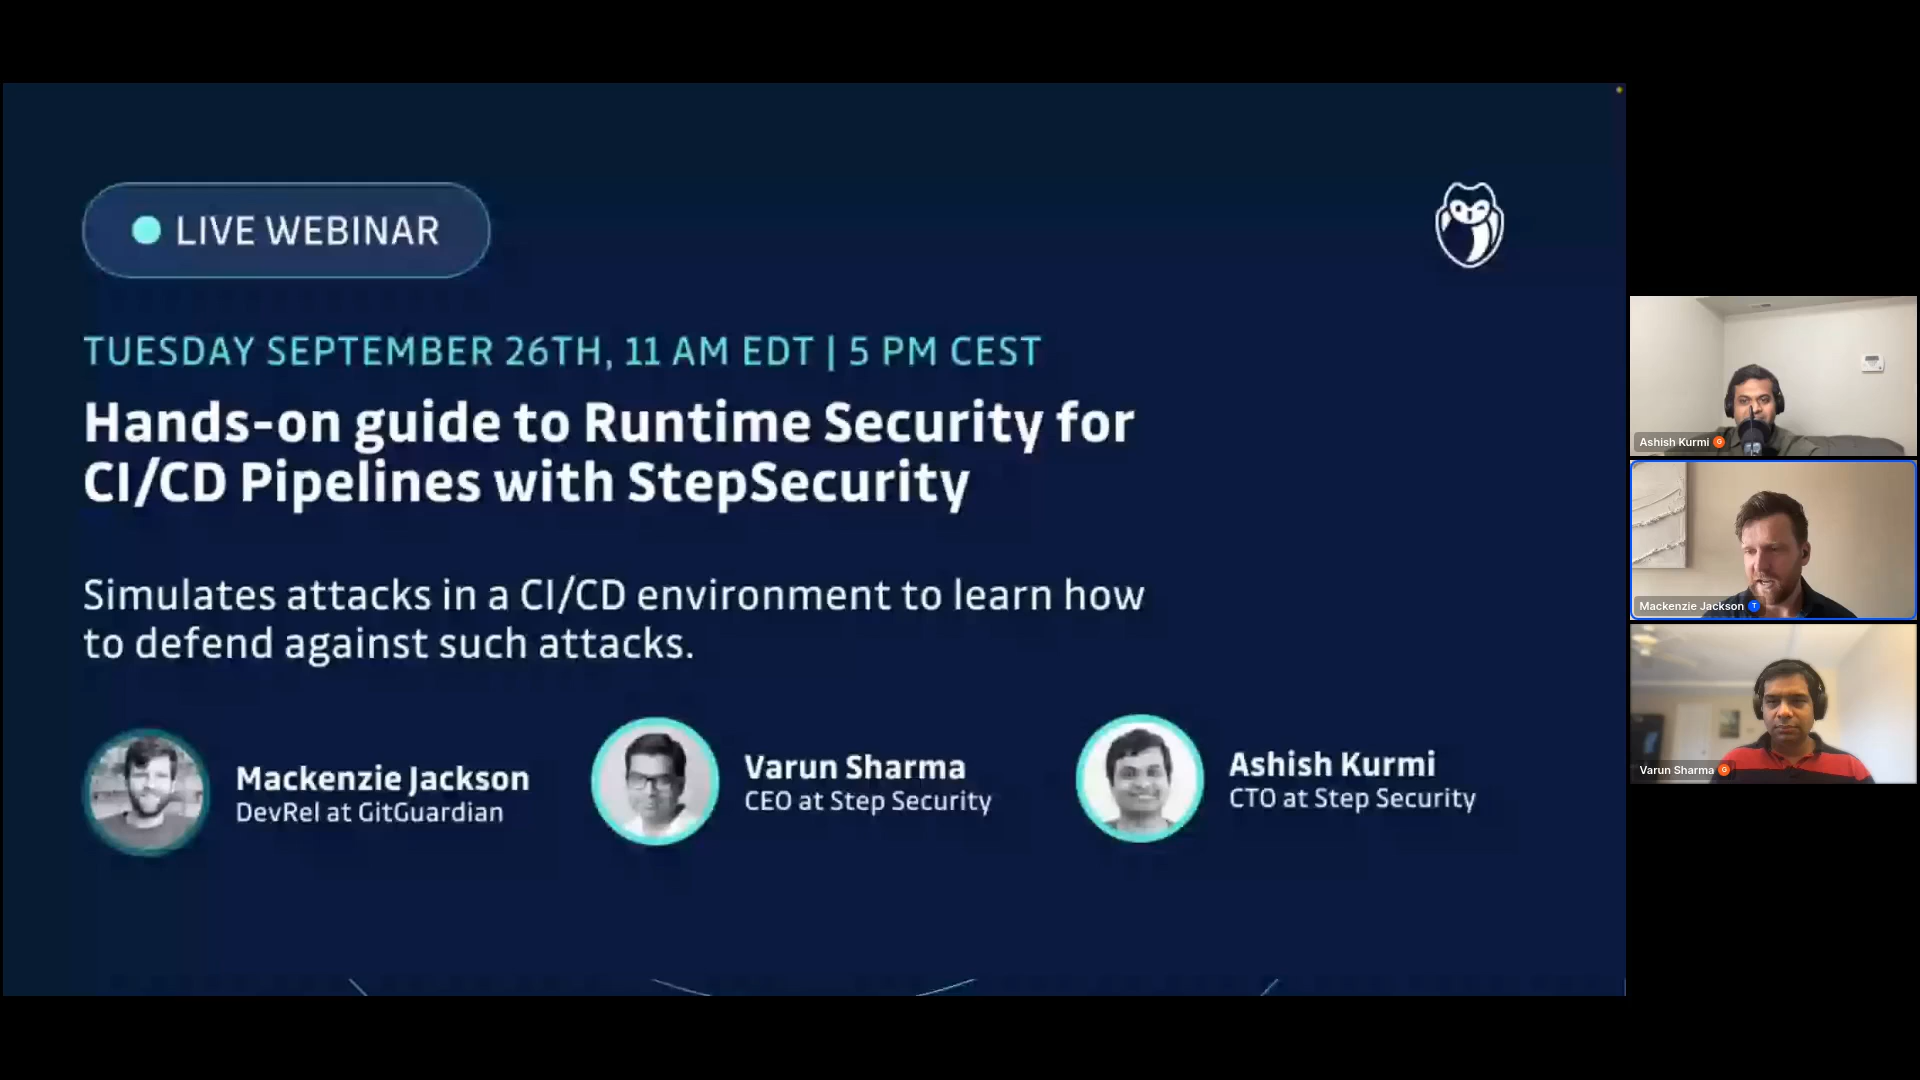 LIVE WEBINAR
TUESDAY SEPTEMBER 26TH, 11 AM EDT | 5 PM CEST
Hands-on guide to Runtime Security for
CI/CD Pipelines with StepSecurity
Simulates attacks in a CI/CD environment to learn how
to defend against such attacks.
Mackenzie Jackson
DevRel at GitGuardian
Varun Sharma
CEO at Step Security
Ashish Kurmi
CTO at Step Security
Ashish Kurmi G
Mackenzie Jackson T
Varun Sharma G